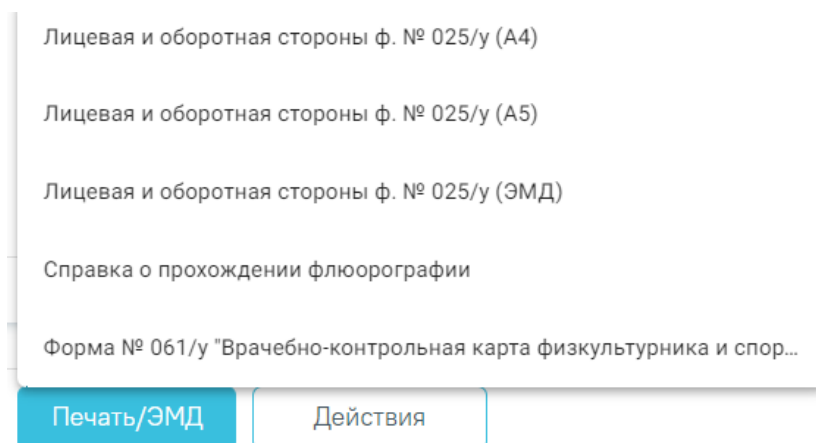 Лицевая и оборотная стороны ф. № 025/у (А4)
Лицевая и оборотная стороны ф. № 025/у (А5)
Лицевая и оборотная стороны ф. № 025/у (ЭМД)
Справка о прохождении флюорографии
Форма № 061/у "Врачебно-контрольная карта физкультурника и спор...
Печать/ЭМД Действия